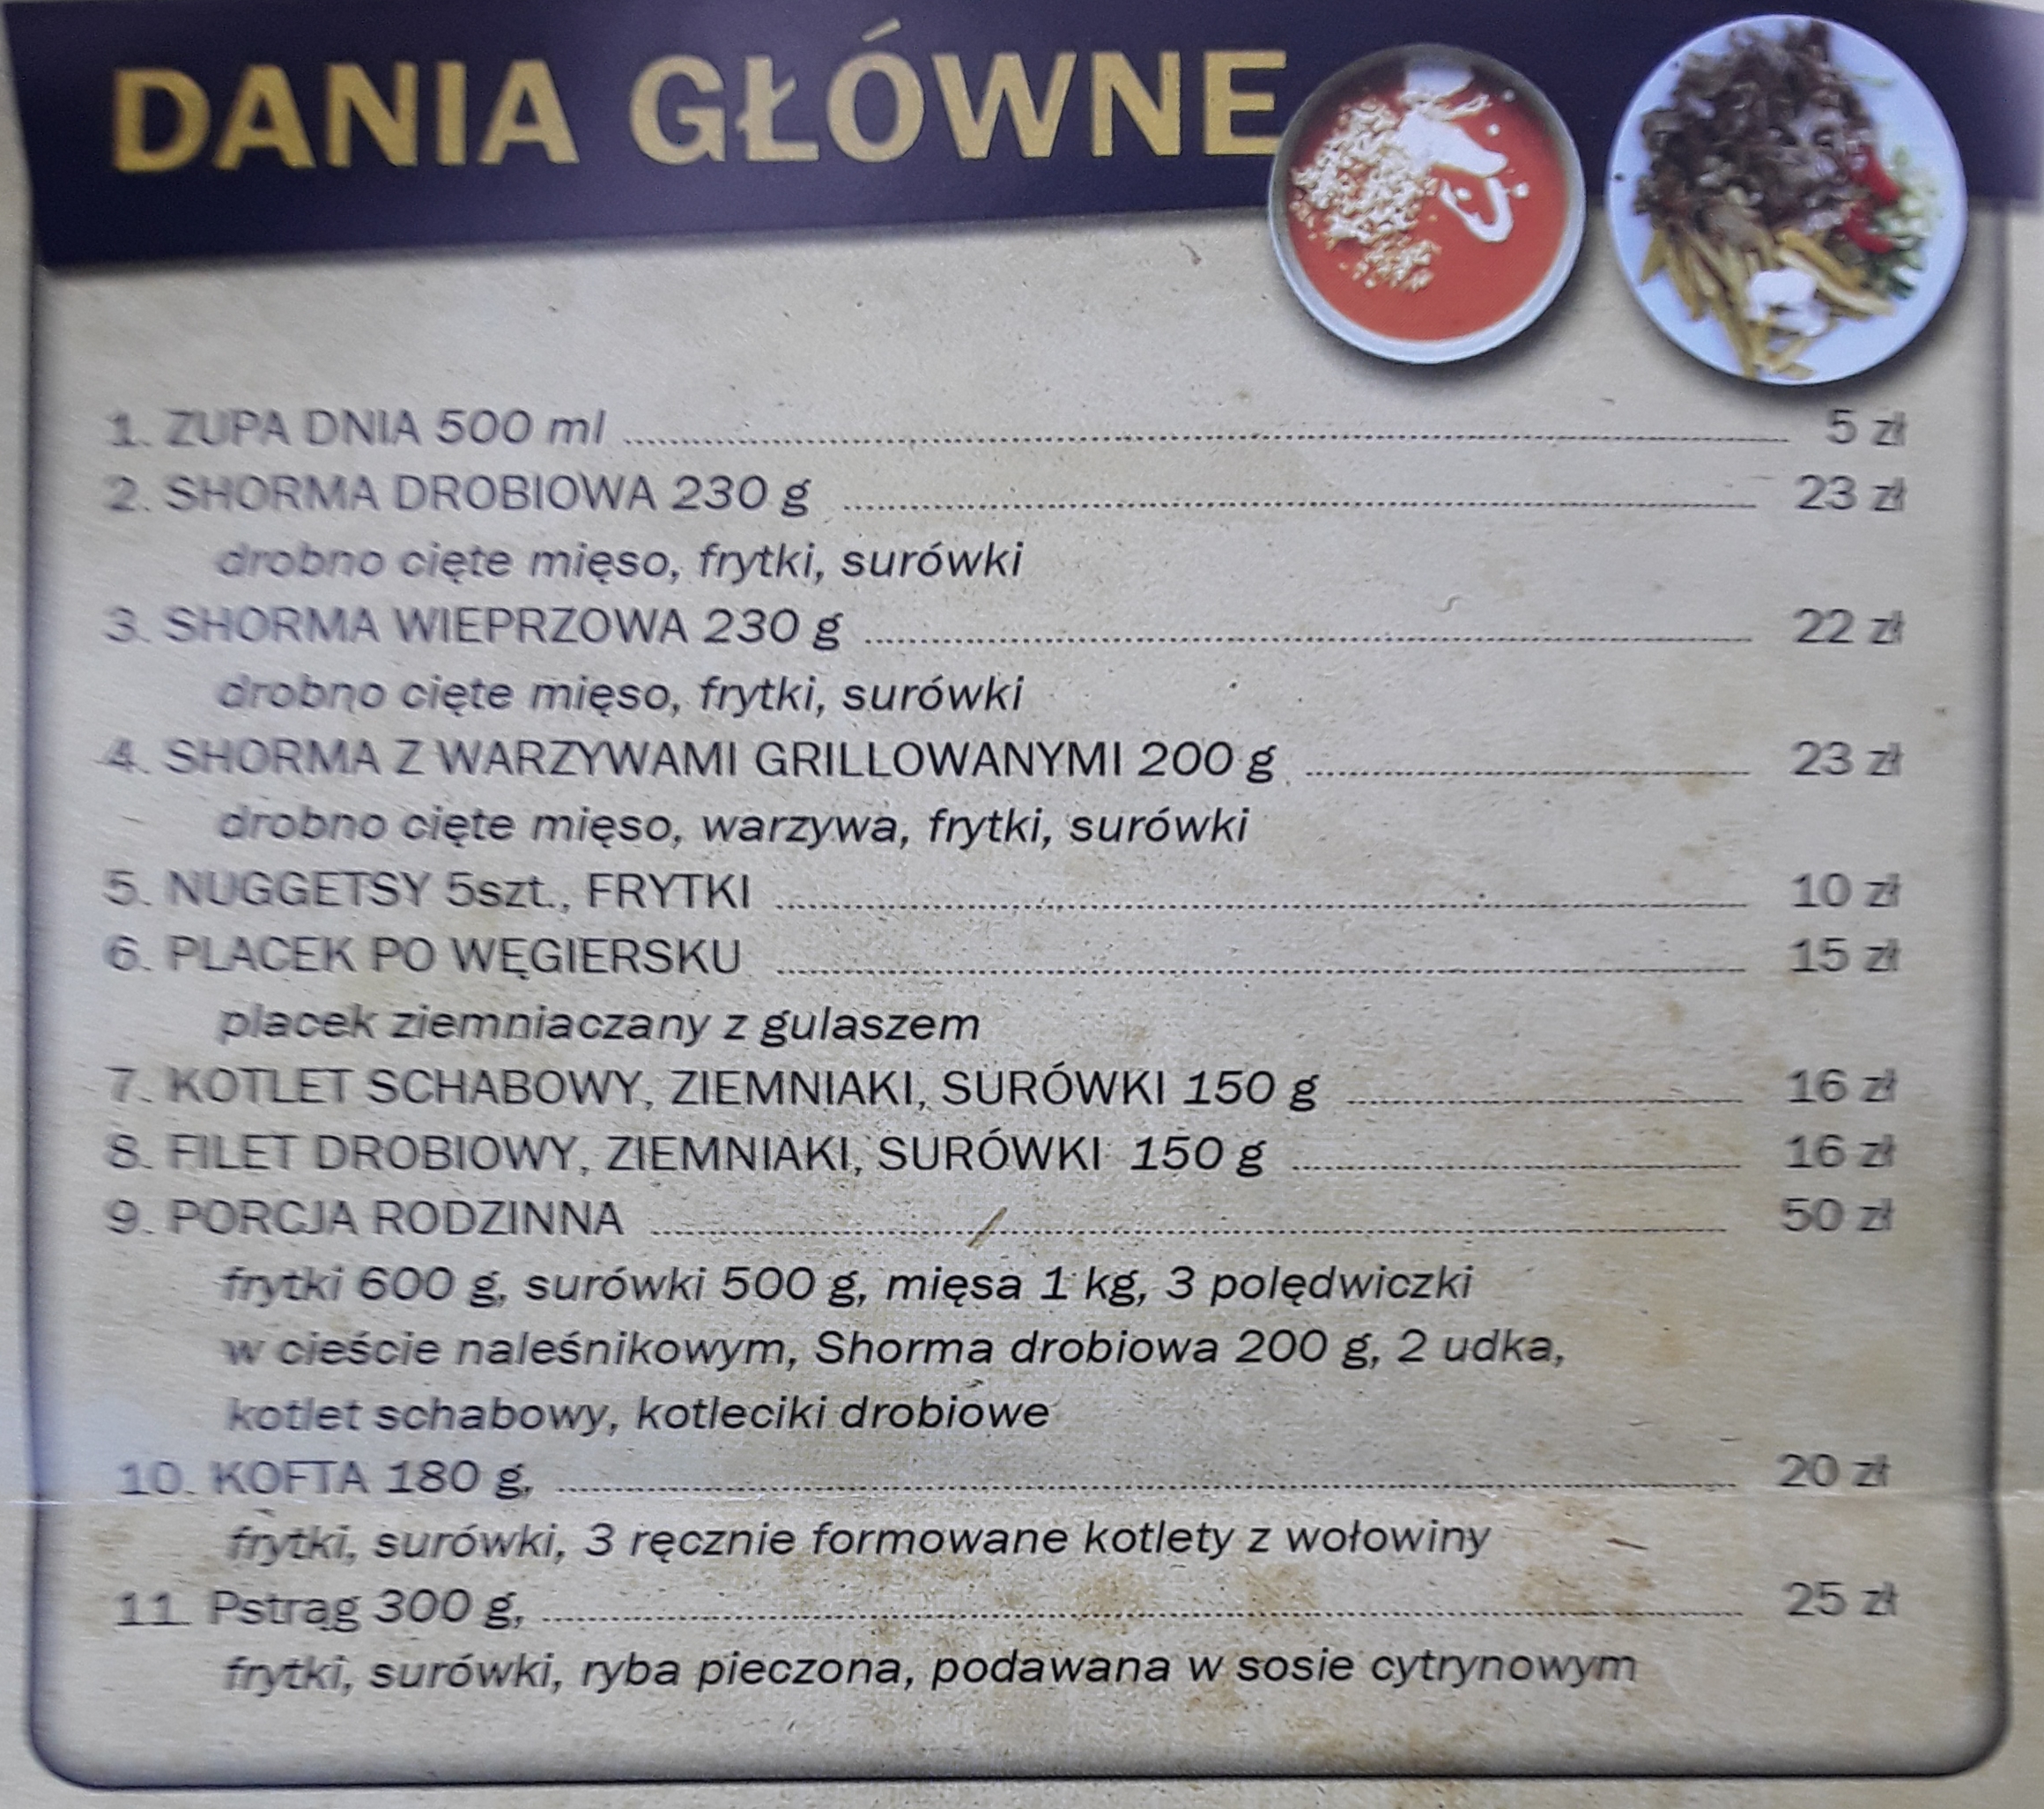 DANIA GŁÓWNE
1. ZUPA DNIA 500 ml ........ 5 zł
2. SHORMA DROBIOWA 230 g ........ 23 zł
drobno cięte mięso, frytki, surówki
3. SHORMA WIEPRZOWA 230 g ........ 22 zł
drobno cięte mięso, frytki, surówki
4. SHORMA Z WARZYWAMI GRILLOWANYMI 200 g ........ 23 zł
drobno cięte mięso, warzywa, frytki, surówki
5. NUGGETSY 5szt., FRYTKI ........ 10 zł
6. PLACEK PO WĘGIERSKU ........ 15 zł
placek ziemniaczany z gulaszem
7. KOTLET SCHABOWY, ZIEMNIAKI, SURÓWKI 150 g ........ 16 zł
8. FILET DROBIOWY, ZIEMNIAKI, SURÓWKI 150 g ........ 16 zł
9. PORCJA RODZINNA ........ 50 zł
frytki 600 g, surówki 500 g, mięsa 1 kg, 3 polędwiczki
w cieście naleśnikowym, Shorma drobiowa 200 g, 2 udka,
kotlet schabowy, kotleciki drobiowe
10. KOFTA 180 g, ........ 20 zł
frytki, surówki, 3 ręcznie formowane kotlety z wołowiny
11. Pstrąg 300 g, ........ 25 zł
frytki, surówki, ryba pieczona, podawana w sosie cytrynowym